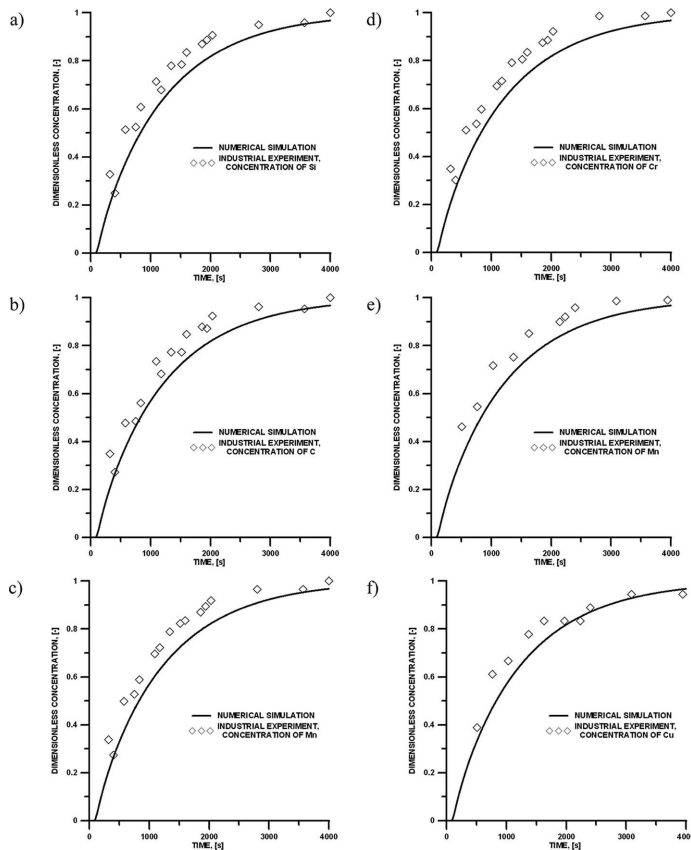 a)
DIMENSIONLESS CONCENTRATION, [-]
1
0.8
0.6
0.4
0.2
0
NUMERICAL SIMULATION
INDUSTRIAL EXPERIMENT,
CONCENTRATION OF Si
0 1000 2000 3000 4000
TIME, [s]
d)
DIMENSIONLESS CONCENTRATION, [-]
1
0.8
0.6
0.4
0.2
0
NUMERICAL SIMULATION
INDUSTRIAL EXPERIMENT,
CONCENTRATION OF Cr
0 1000 2000 3000 4000
TIME, [s]
b)
DIMENSIONLESS CONCENTRATION, [-]
1
0.8
0.6
0.4
0.2
0
NUMERICAL SIMULATION
INDUSTRIAL EXPERIMENT,
CONCENTRATION OF C
0 1000 2000 3000 4000
TIME, [s]
e)
DIMENSIONLESS CONCENTRATION, [-]
1
0.8
0.6
0.4
0.2
0
NUMERICAL SIMULATION
INDUSTRIAL EXPERIMENT,
CONCENTRATION OF Mn
0 1000 2000 3000 4000
TIME, [s]
c)
DIMENSIONLESS CONCENTRATION, [-]
1
0.8
0.6
0.4
0.2
0
NUMERICAL SIMULATION
INDUSTRIAL EXPERIMENT,
CONCENTRATION OF Mn
0 1000 2000 3000 4000
TIME, [s]
f)
DIMENSIONLESS CONCENTRATION, [-]
1
0.8
0.6
0.4
0.2
0
NUMERICAL SIMULATION
INDUSTRIAL EXPERIMENT,
CONCENTRATION OF Cu
0 1000 2000 3000 4000
TIME, [s]